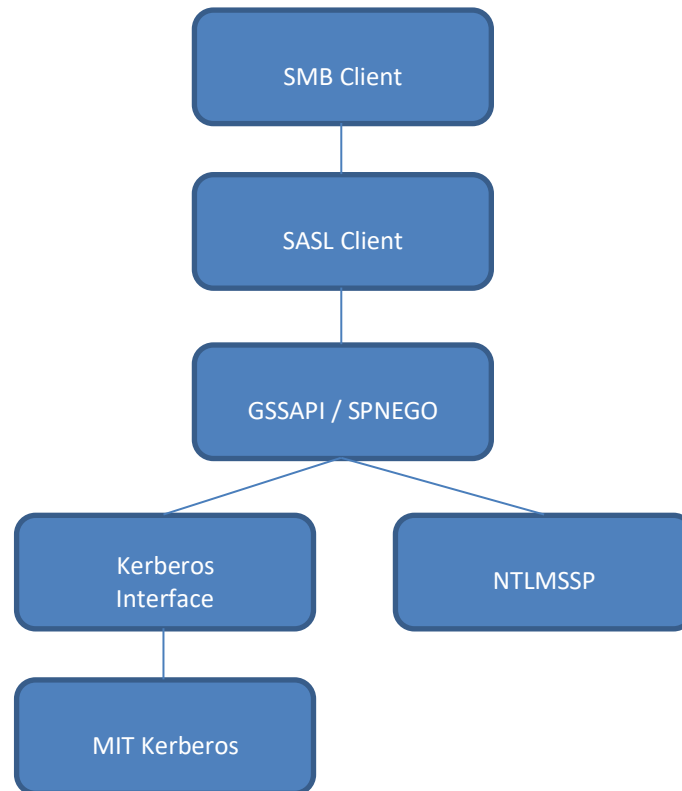 SMB Client
SASL Client
GSSAPI / SPNEGO
Kerberos
Interface
NTLMSSP
MIT Kerberos